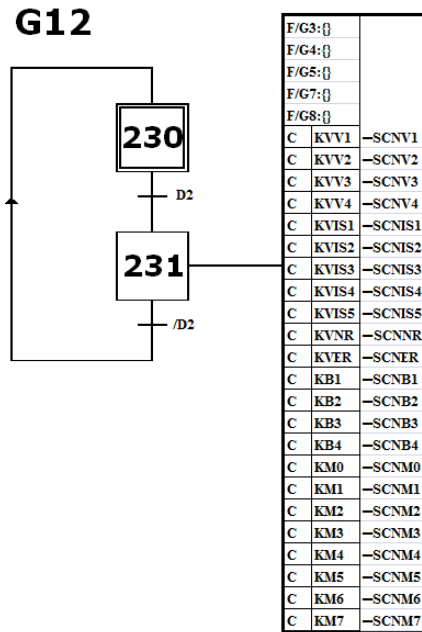 G12
230
D2
231
/D2
F/G3:{}
F/G4:{}
F/G5:{}
F/G7:{}
F/G8:{}
C KVV1 –SCNV1
C KVV2 –SCNV2
C KVV3 –SCNV3
C KVV4 –SCNV4
C KVIS1 –SCNIS1
C KVIS2 –SCNIS2
C KVIS3 –SCNIS3
C KVIS4 –SCNIS4
C KVIS5 –SCNIS5
C KVNR –SCNNR
C KVER –SCNER
C KB1 –SCNB1
C KB2 –SCNB2
C KB3 –SCNB3
C KB4 –SCNB4
C KM0 –SCNM0
C KM1 –SCNM1
C KM2 –SCNM2
C KM3 –SCNM3
C KM4 –SCNM4
C KM5 –SCNM5
C KM6 –SCNM6
C KM7 –SCNM7